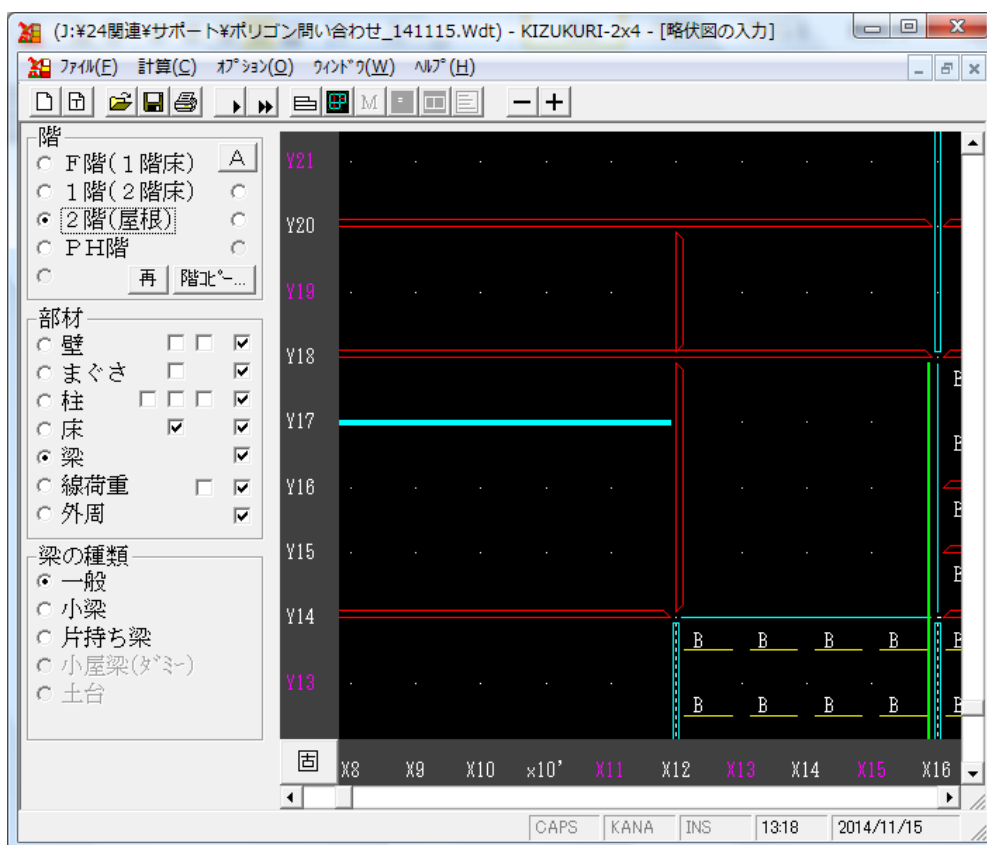 (J:¥24関連¥サポート¥ポリゴン問い合わせ_141115.Wdt) - KIZUKURI-2x4 - [略伏図の入力]
ファイル(F) 計算(C) オプション(O) ウインドウ(W) ヘルプ(H)
M
階
F階(1階床) A
1階(2階床)
2階(屋根)
PH階
再 階コピー...
部材
壁
まぐさ
柱
床
梁
線荷重
外周
梁の種類
一般
小梁
片持ち梁
小屋梁(ダミー)
土台
Y21
Y20
Y19
Y18
Y17
Y16
Y15
Y14
Y13
B
B
B
B
B B B B B
B B B B B
固 X8 X9 X10 x10' X11 X12 X13 X14 X15 X16
CAPS KANA INS 13:18 2014/11/15